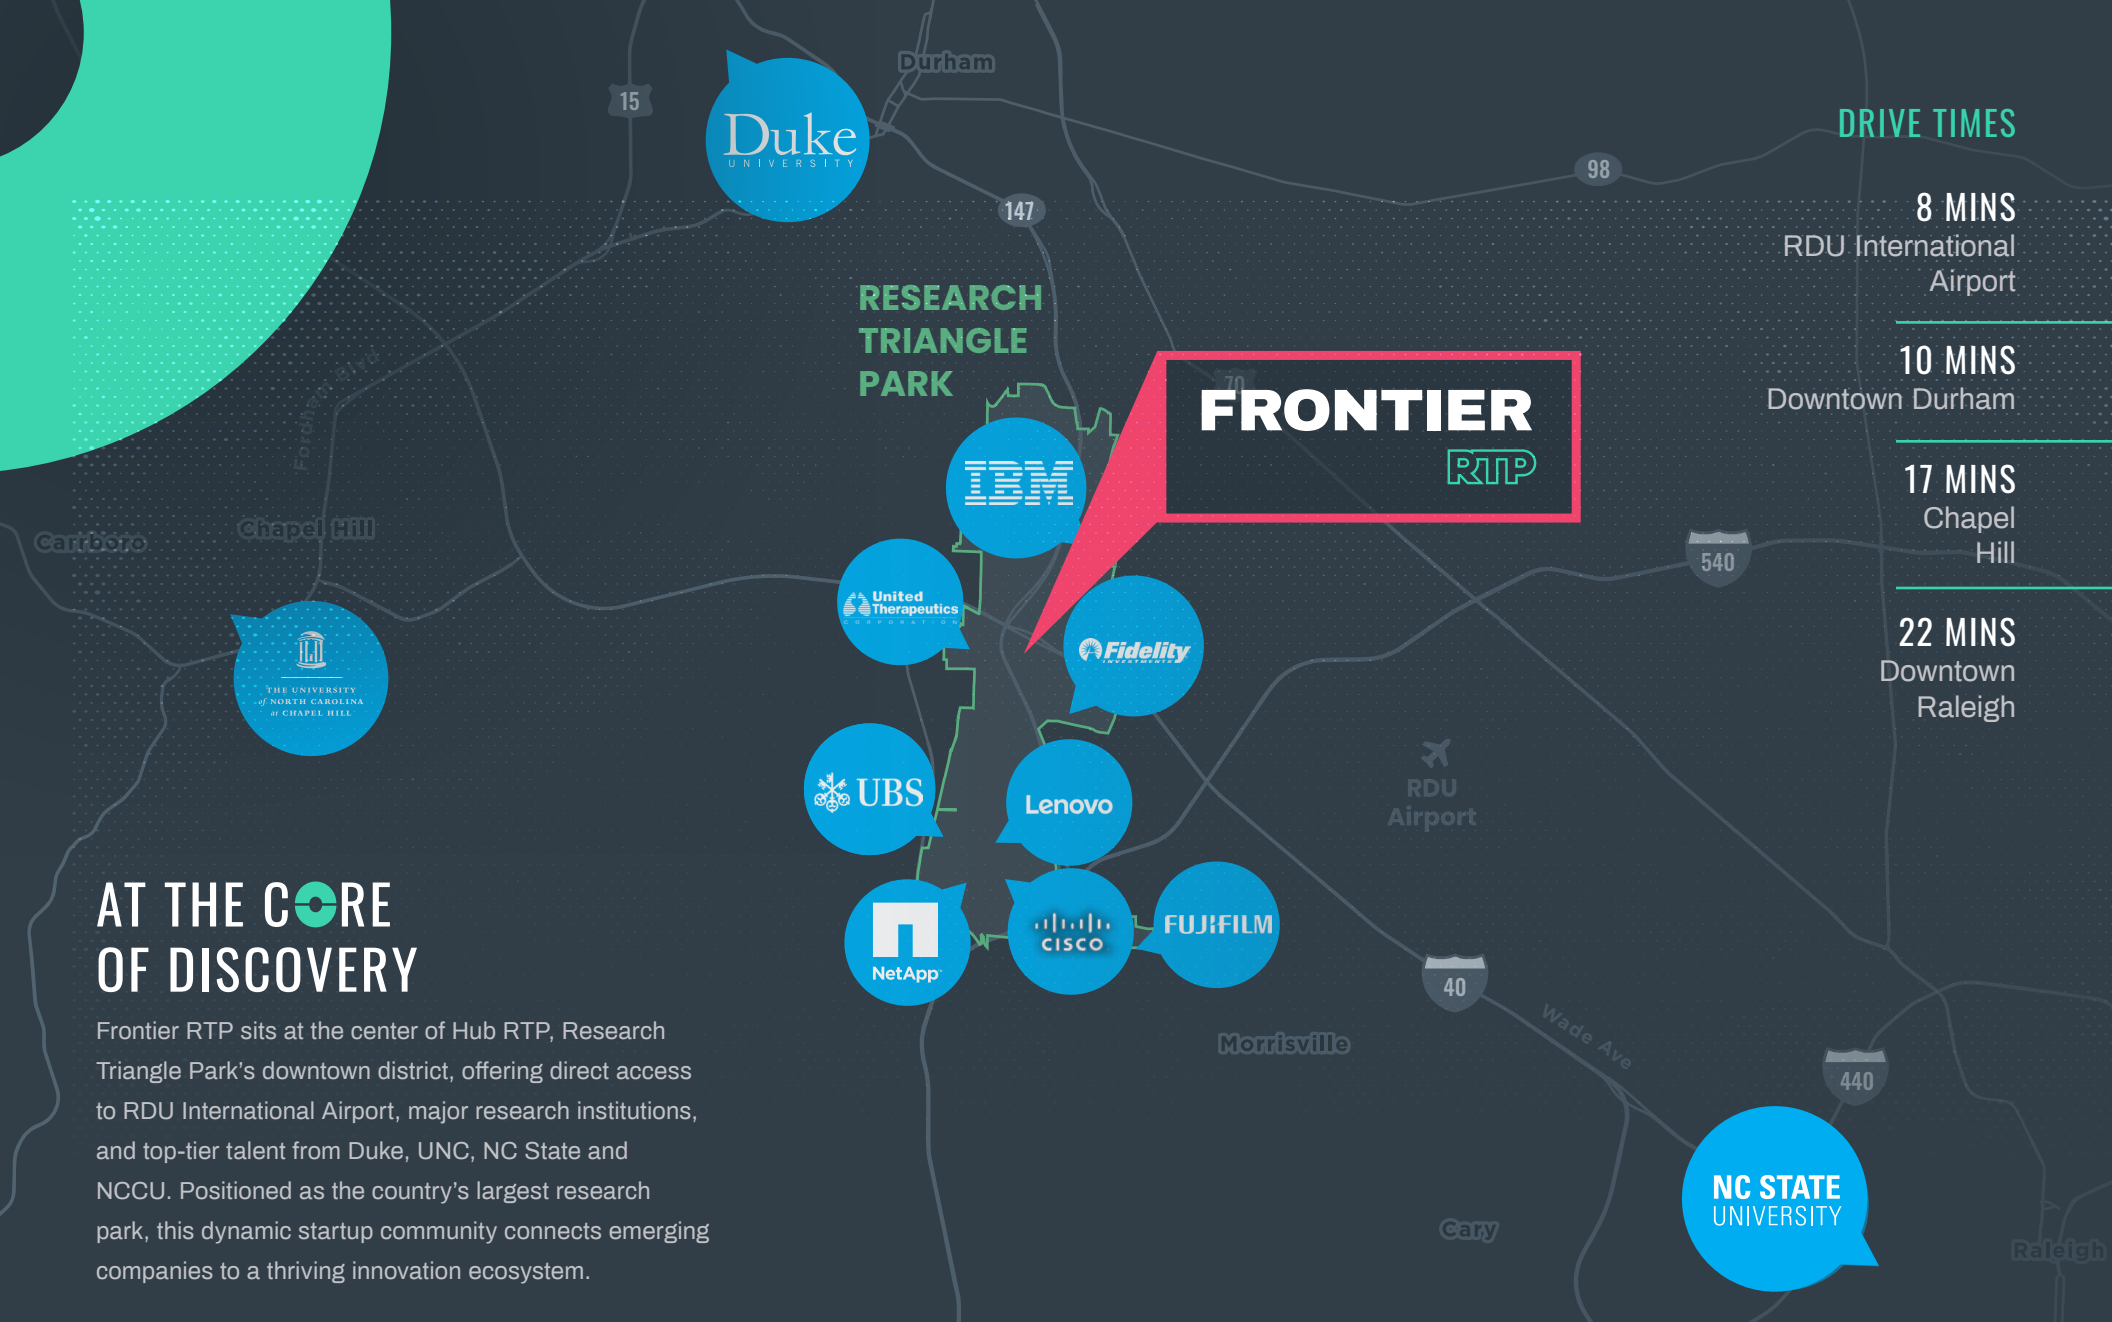 Durham
15
Duke
UNIVERSITY
98
147
DRIVE TIMES
8 MINS
RDU International
Airport
10 MINS
Downtown Durham
17 MINS
Chapel
Hill
22 MINS
Downtown
Raleigh
RESEARCH
TRIANGLE
PARK
70
FRONTIER
RTP
IBM
Fordham Blvd
Carrboro
Chapel Hill
540
United
Therapeutics
CORPORATION
Fidelity
INVESTMENTS
THE UNIVERSITY
of NORTH CAROLINA
at CHAPEL HILL
UBS
Lenovo
RDU
Airport
NetApp
CISCO
FUJIFILM
40
Morrisville
Wade Ave
440
NC STATE
UNIVERSITY
Cary
Raleigh
AT THE CORE
OF DISCOVERY
Frontier RTP sits at the center of Hub RTP, Research
Triangle Park’s downtown district, offering direct access
to RDU International Airport, major research institutions,
and top-tier talent from Duke, UNC, NC State and
NCCU. Positioned as the country’s largest research
park, this dynamic startup community connects emerging
companies to a thriving innovation ecosystem.